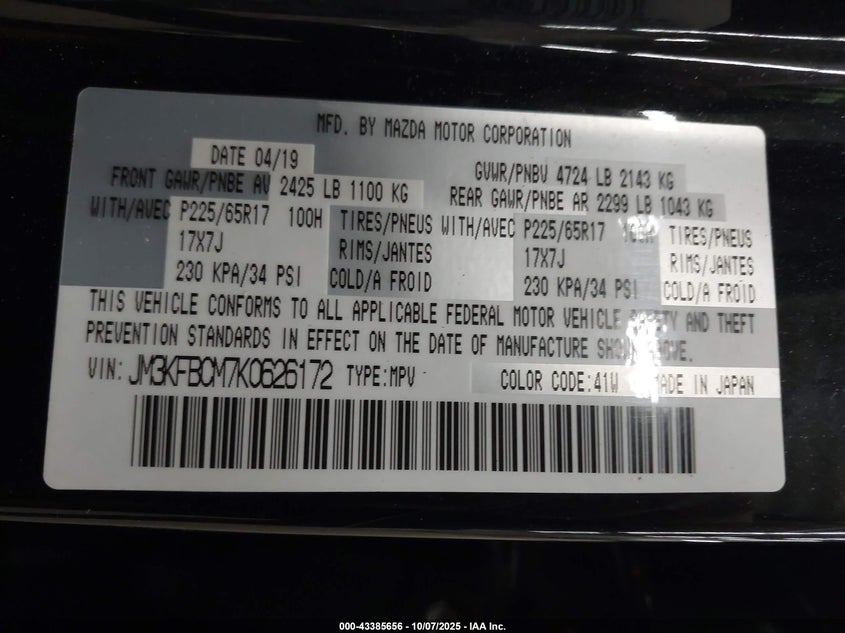 MFD. BY MAZDA MOTOR CORPORATION
DATE 04/19 GVWR/PNBV 4724 LB 2143 KG
FRONT GAWR/PNBE AV 2425 LB 1100 KG REAR GAWR/PNBE AR 2299 LB 1043 KG
WITH/AVEC P225/65R17 100H TIRES/PNEUS WITH/AVEC P225/65R17 100H TIRES/PNEUS
17X7J RIMS/JANTES 17X7J RIMS/JANTES
230 KPA/34 PSI COLD/A FROID 230 KPA/34 PSI COLD/A FROID
THIS VEHICLE CONFORMS TO ALL APPLICABLE FEDERAL MOTOR VEHICLE SAFETY AND THEFT
PREVENTION STANDARDS IN EFFECT ON THE DATE OF MANUFACTURE SHOWN ABOVE.
VIN: JM3KFBCM7K0626172 TYPE:MPV COLOR CODE:41W MADE IN JAPAN
000-43385656 - 10/07/2025 - IAA Inc.